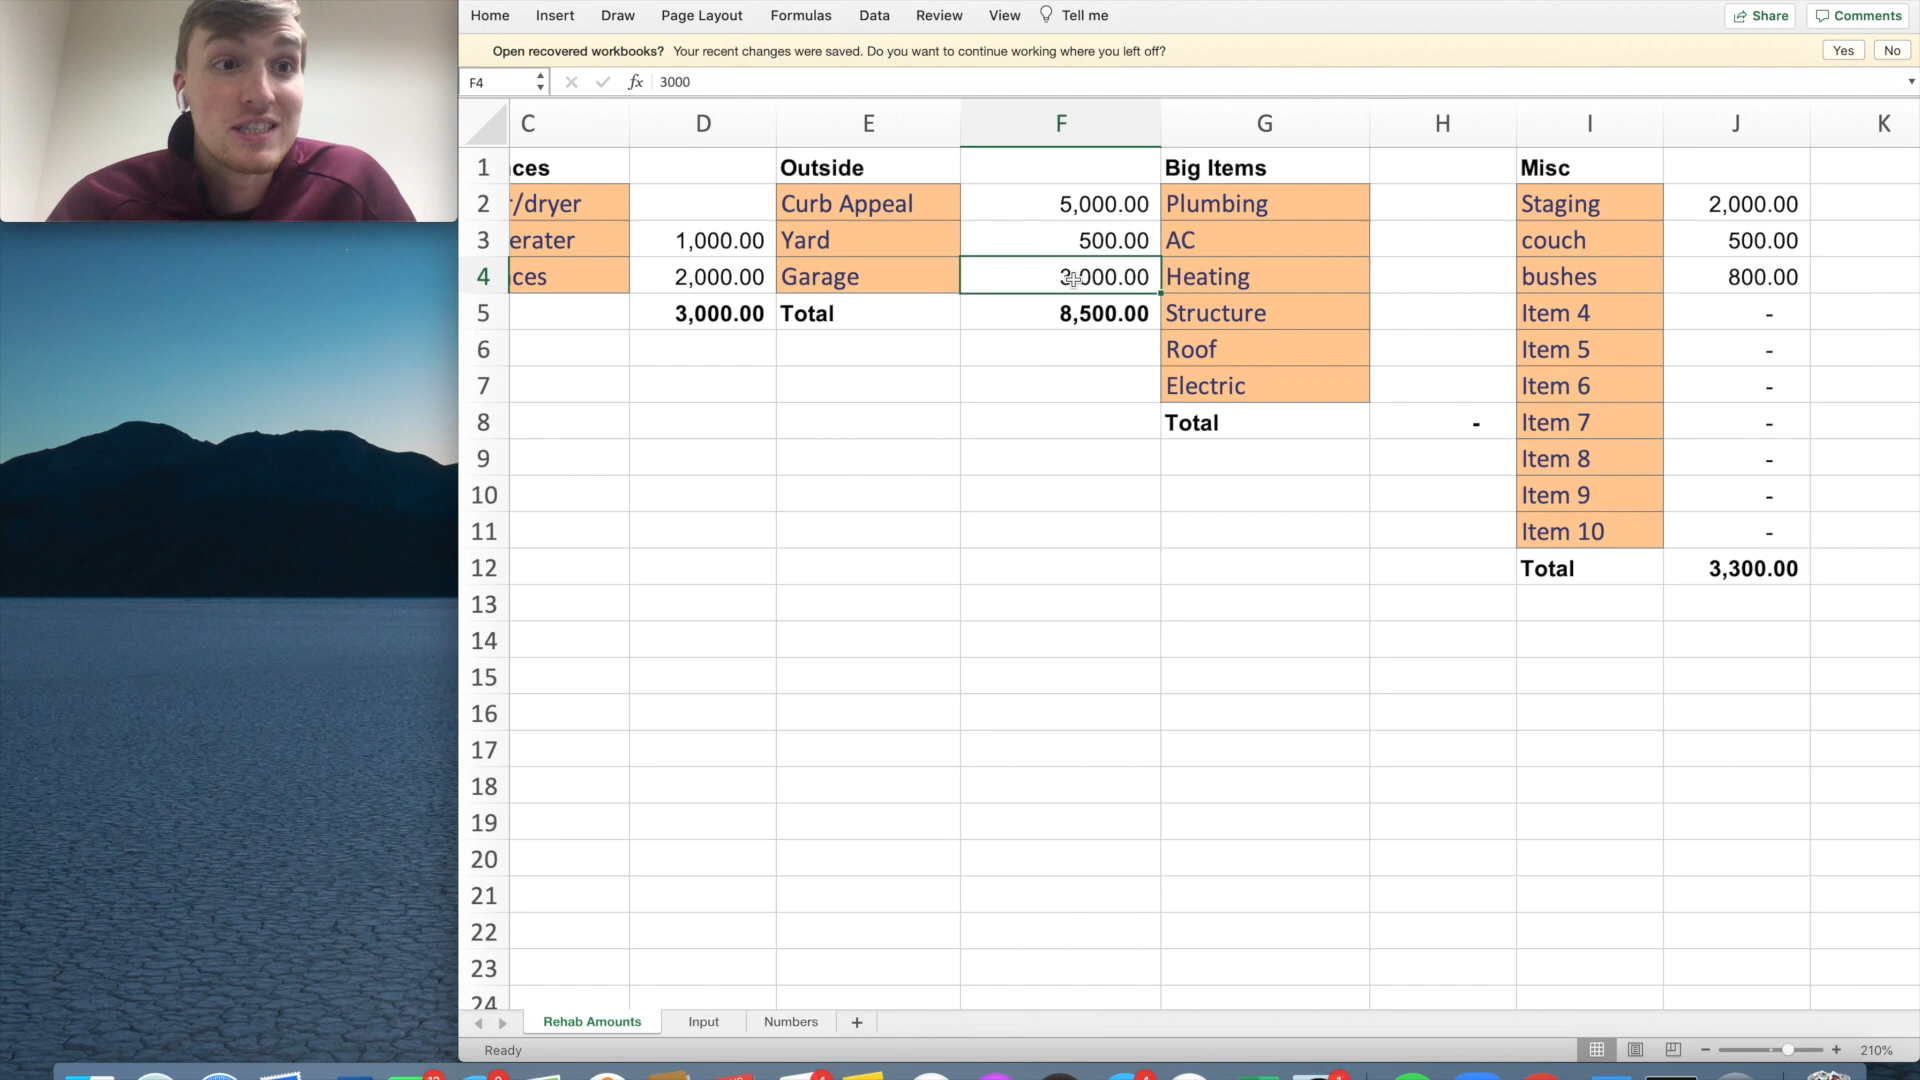 Home Insert Draw Page Layout Formulas Data Review View Tell me Share Comments
Open recovered workbooks? Your recent changes were saved. Do you want to continue working where you left off? Yes No
F4 fx 3000
C D E F G H I J K
1 ces Outside Big Items Misc
2 r/dryer Curb Appeal 5,000.00 Plumbing Staging 2,000.00
3 erater 1,000.00 Yard 500.00 AC couch 500.00
4 ces 2,000.00 Garage 3,000.00 Heating bushes 800.00
5 3,000.00 Total 8,500.00 Structure Item 4 -
6 Roof Item 5 -
7 Electric Item 6 -
8 Total - Item 7 -
9 Item 8 -
10 Item 9 -
11 Item 10 -
12 Total 3,300.00
13
14
15
16
17
18
19
20
21
22
23
24
Rehab Amounts Input Numbers +
Ready 210%